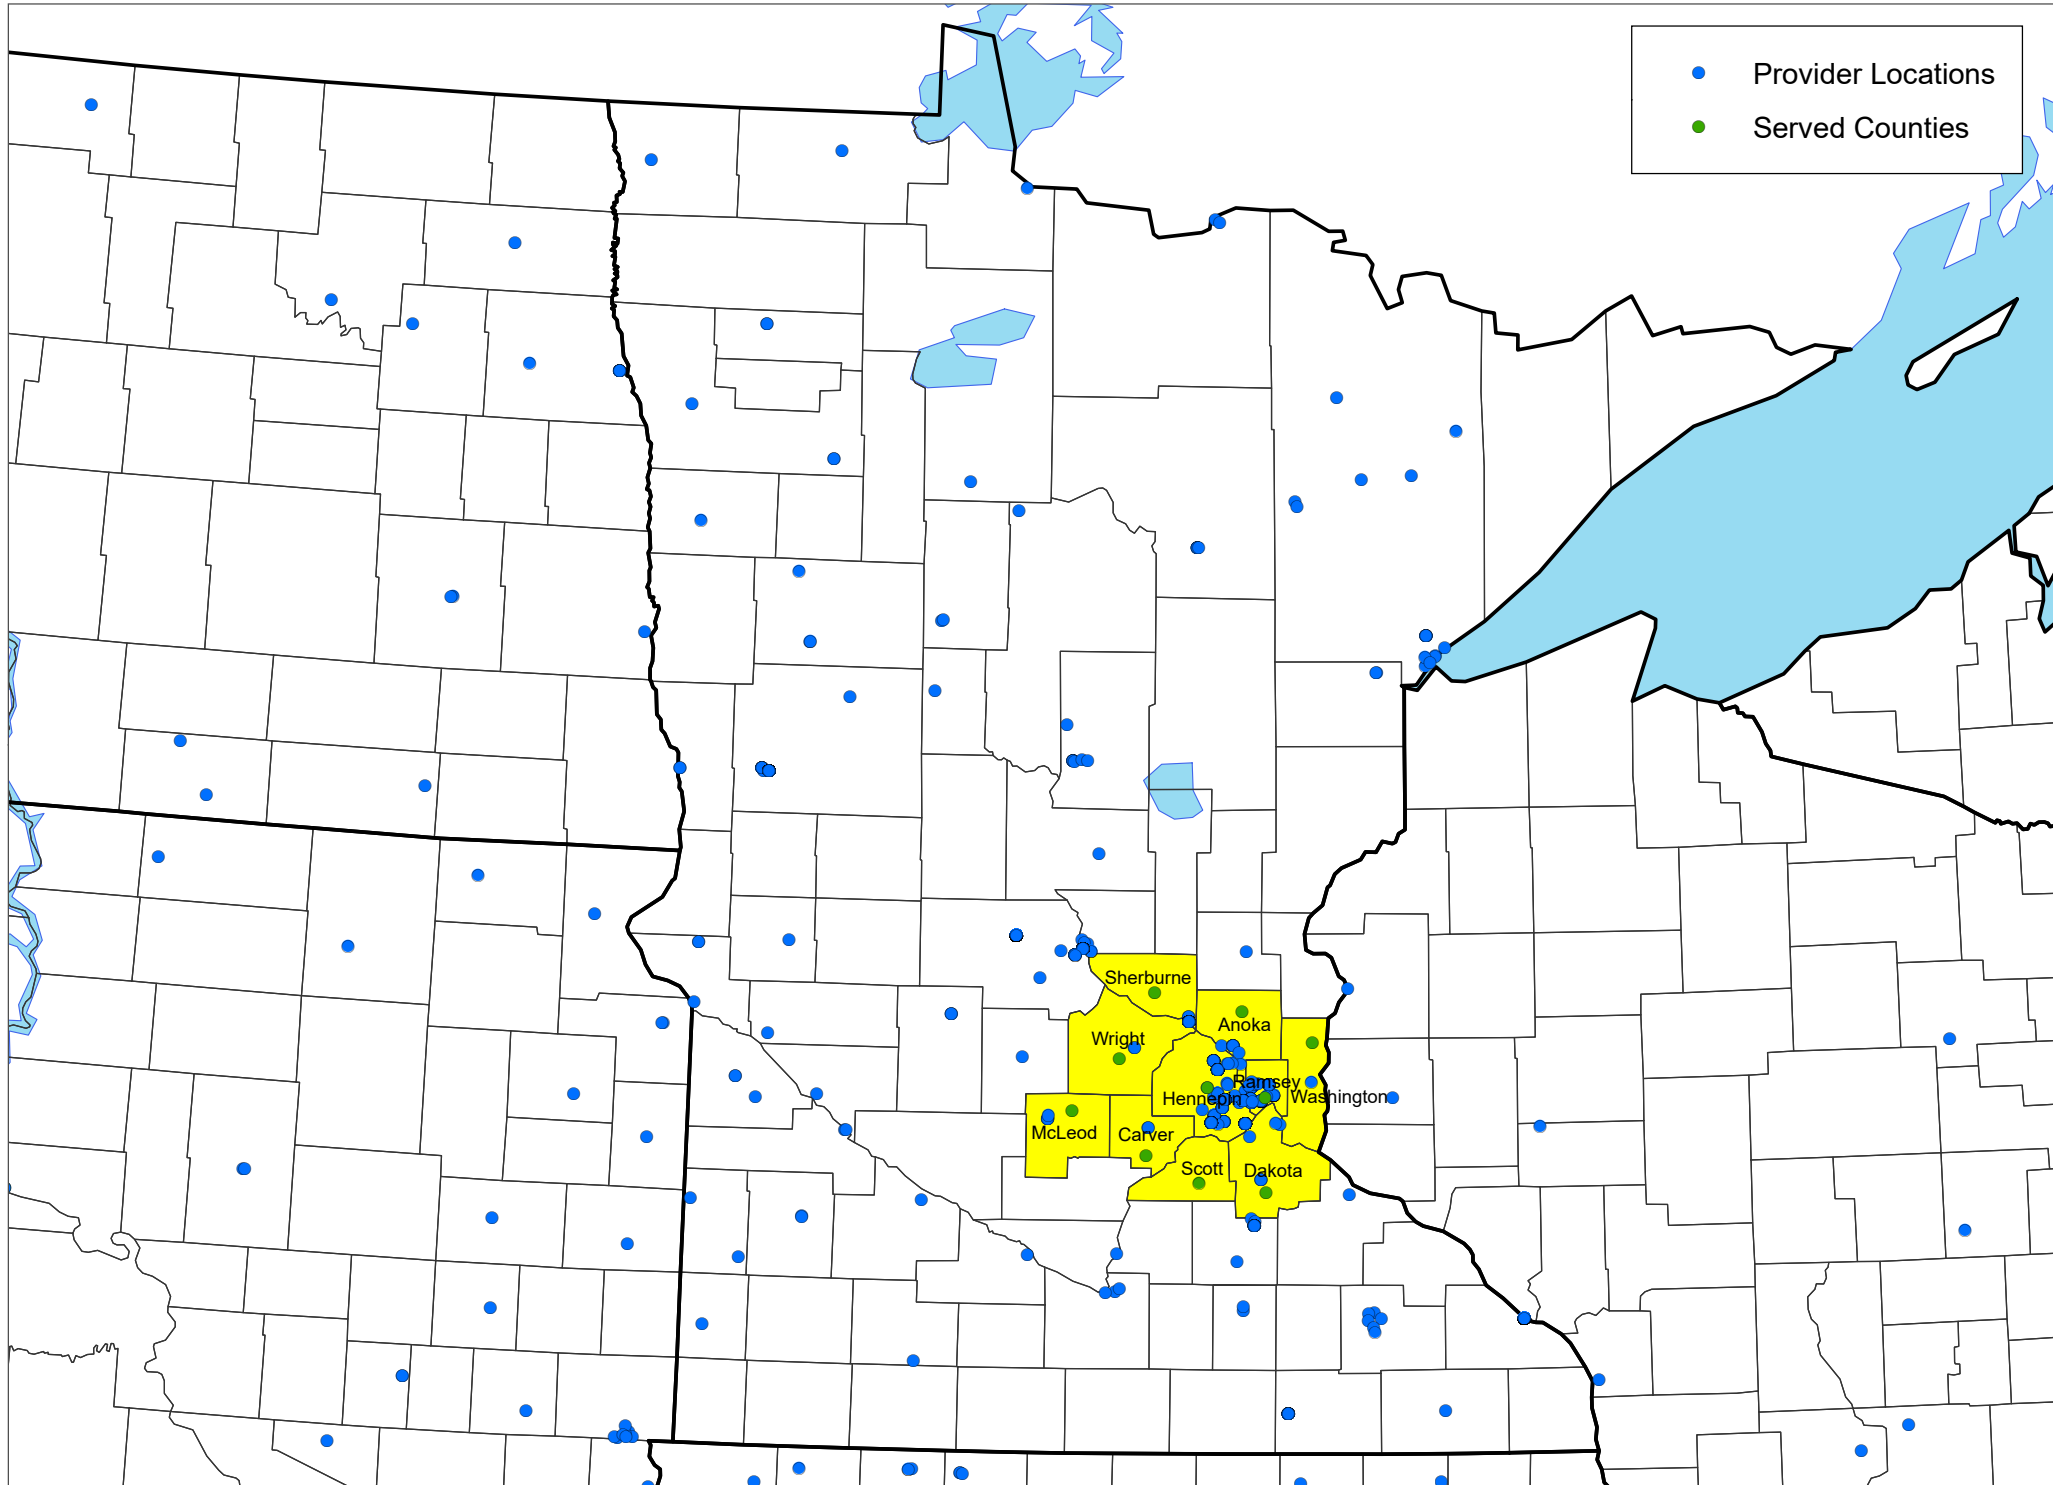 Provider Locations
Served Counties
Sherburne
Anoka
Wright
Ramsey
Hennepin
Washington
McLeod
Carver
Scott
Dakota